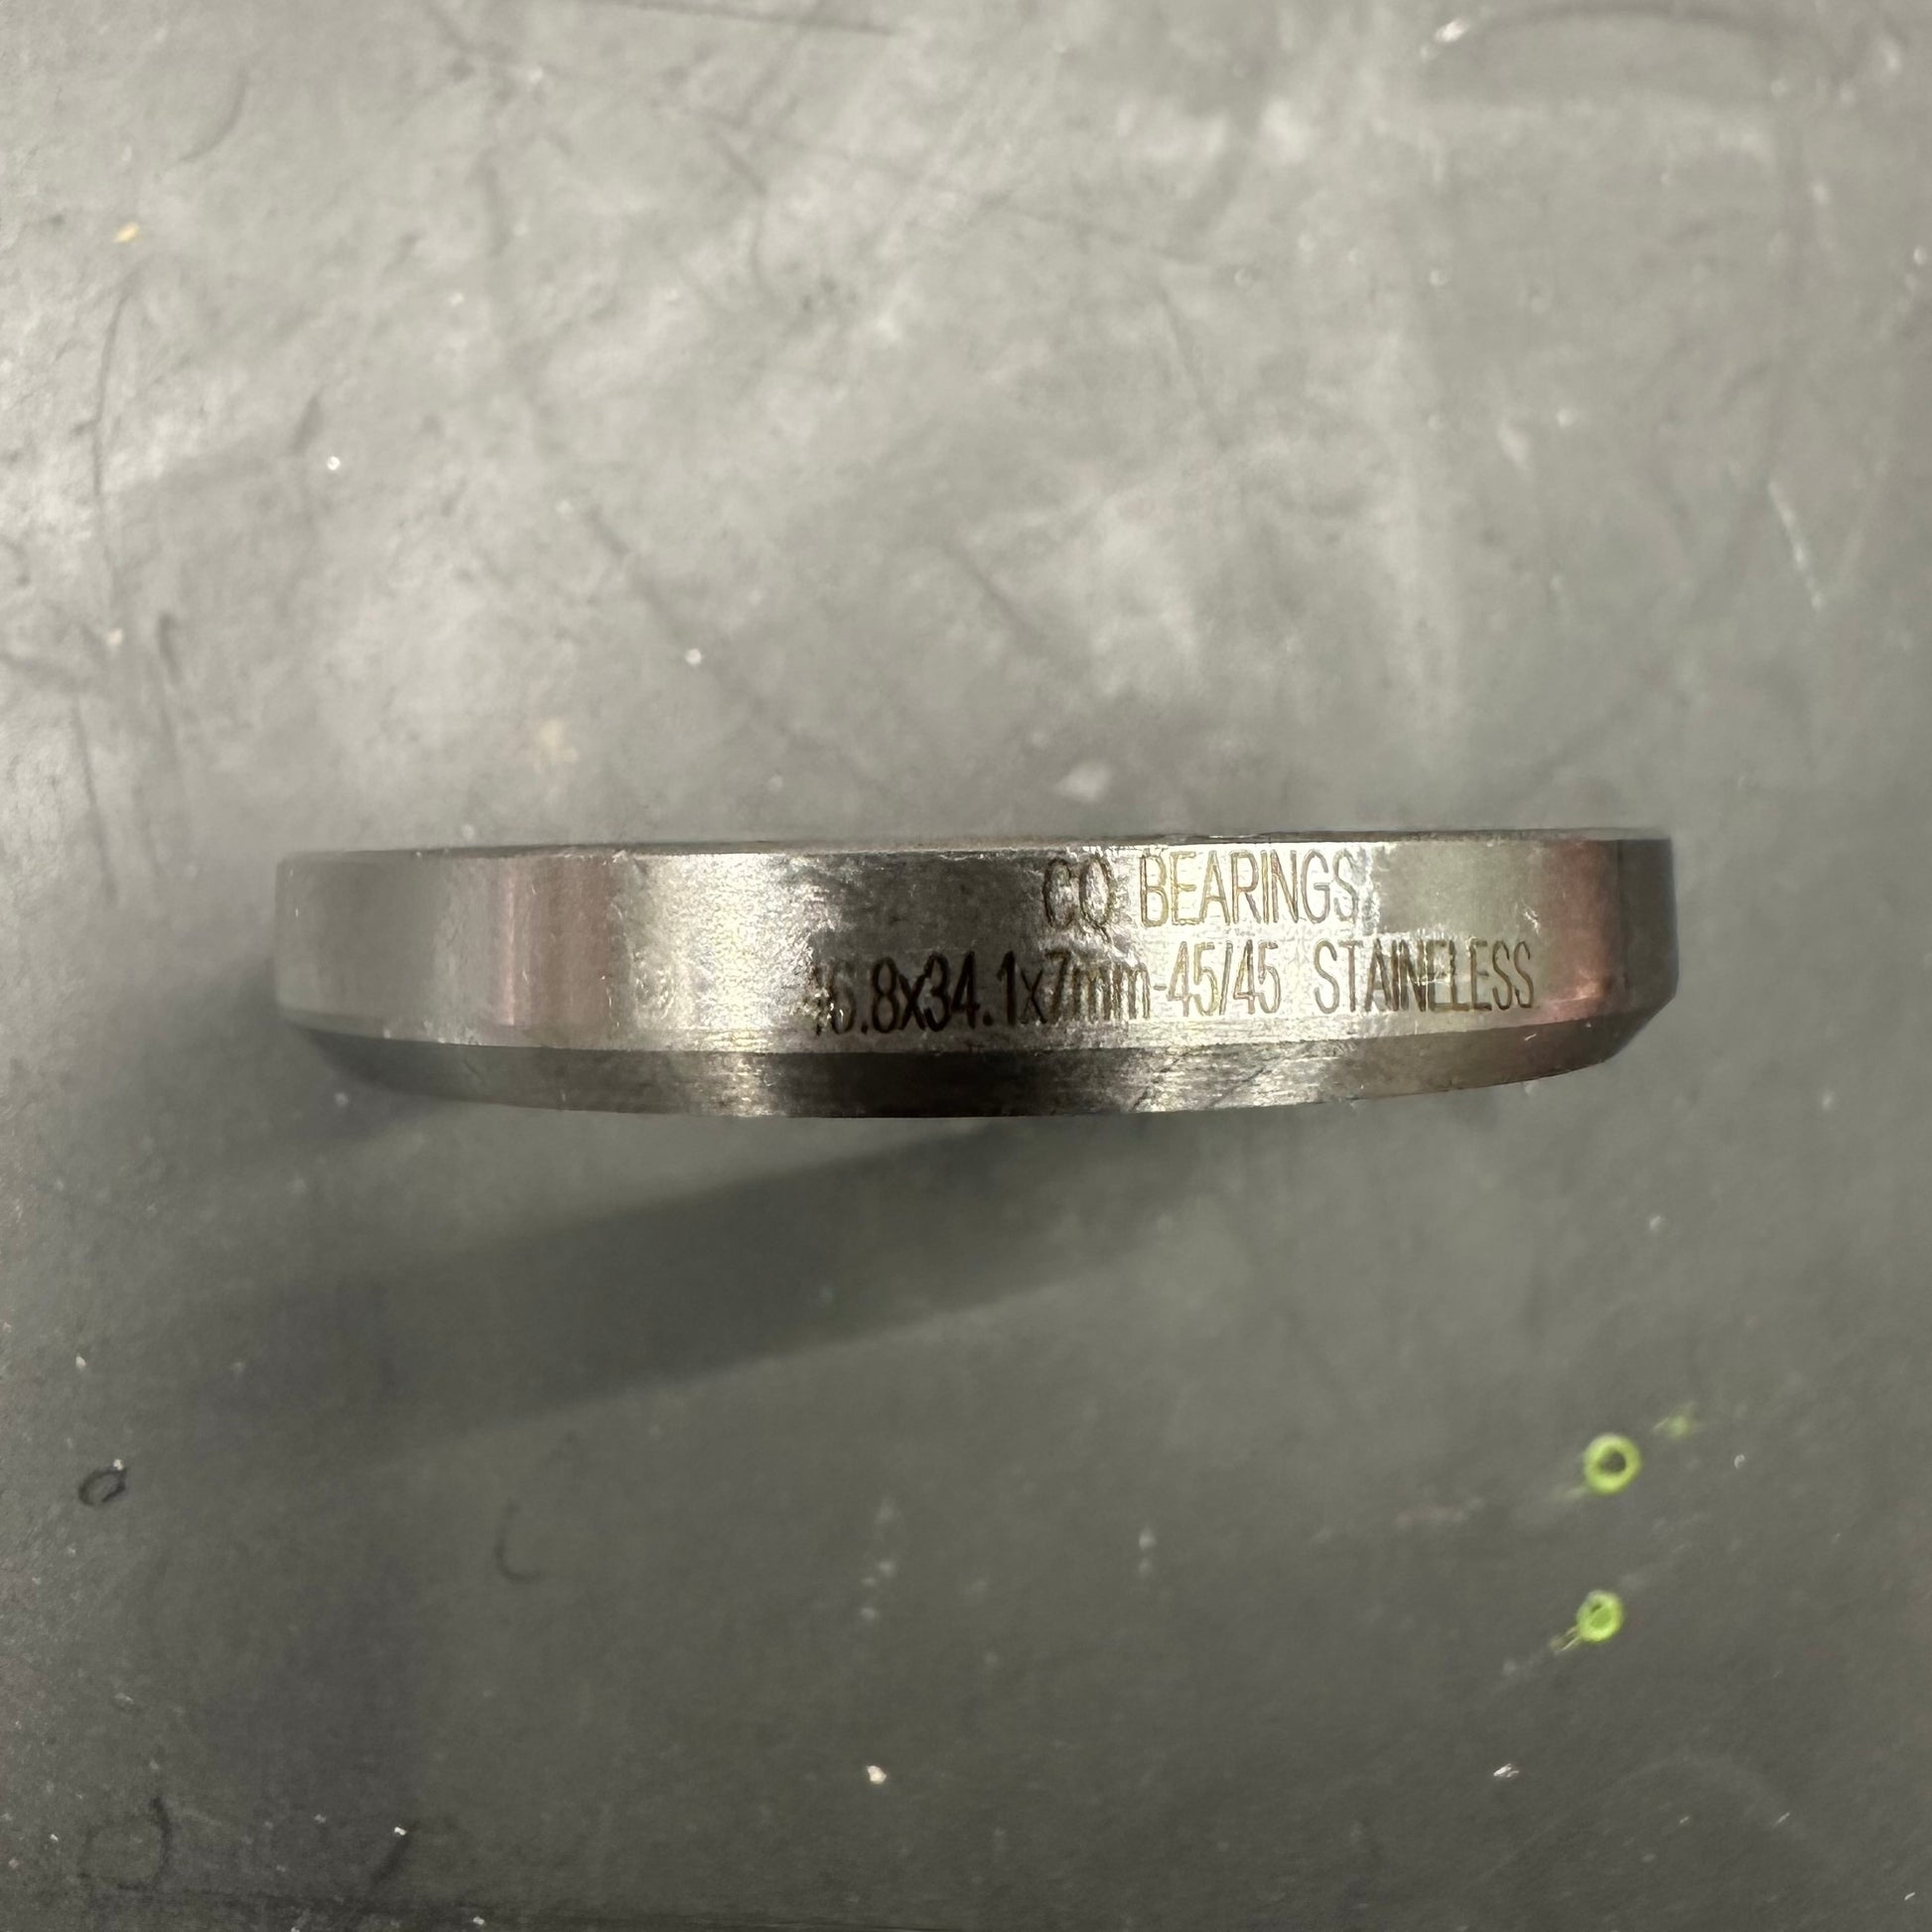 CQ BEARINGS
46.8x34.1x7mm-45/45 STAINELESS